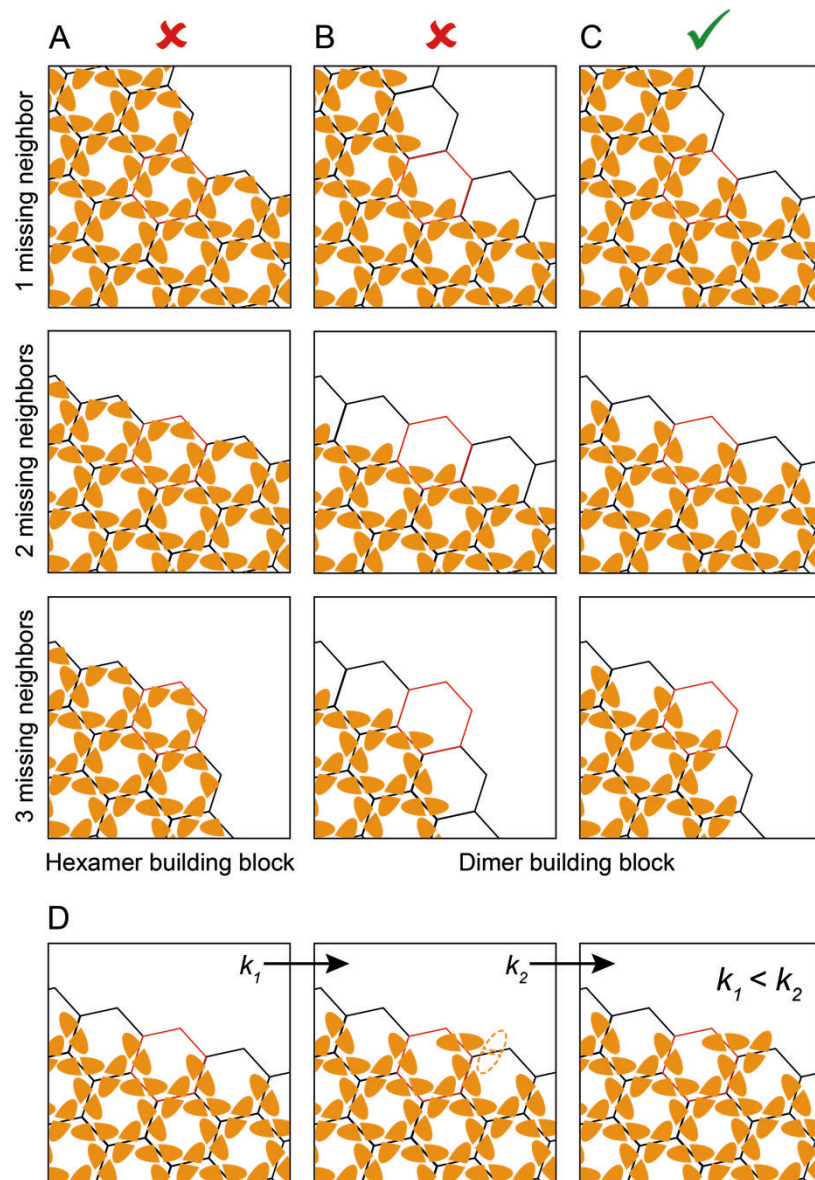 A
B
C
1 missing neighbor
2 missing neighbors
3 missing neighbors
Hexamer building block
Dimer building block
D
k1
k2
k1 < k2